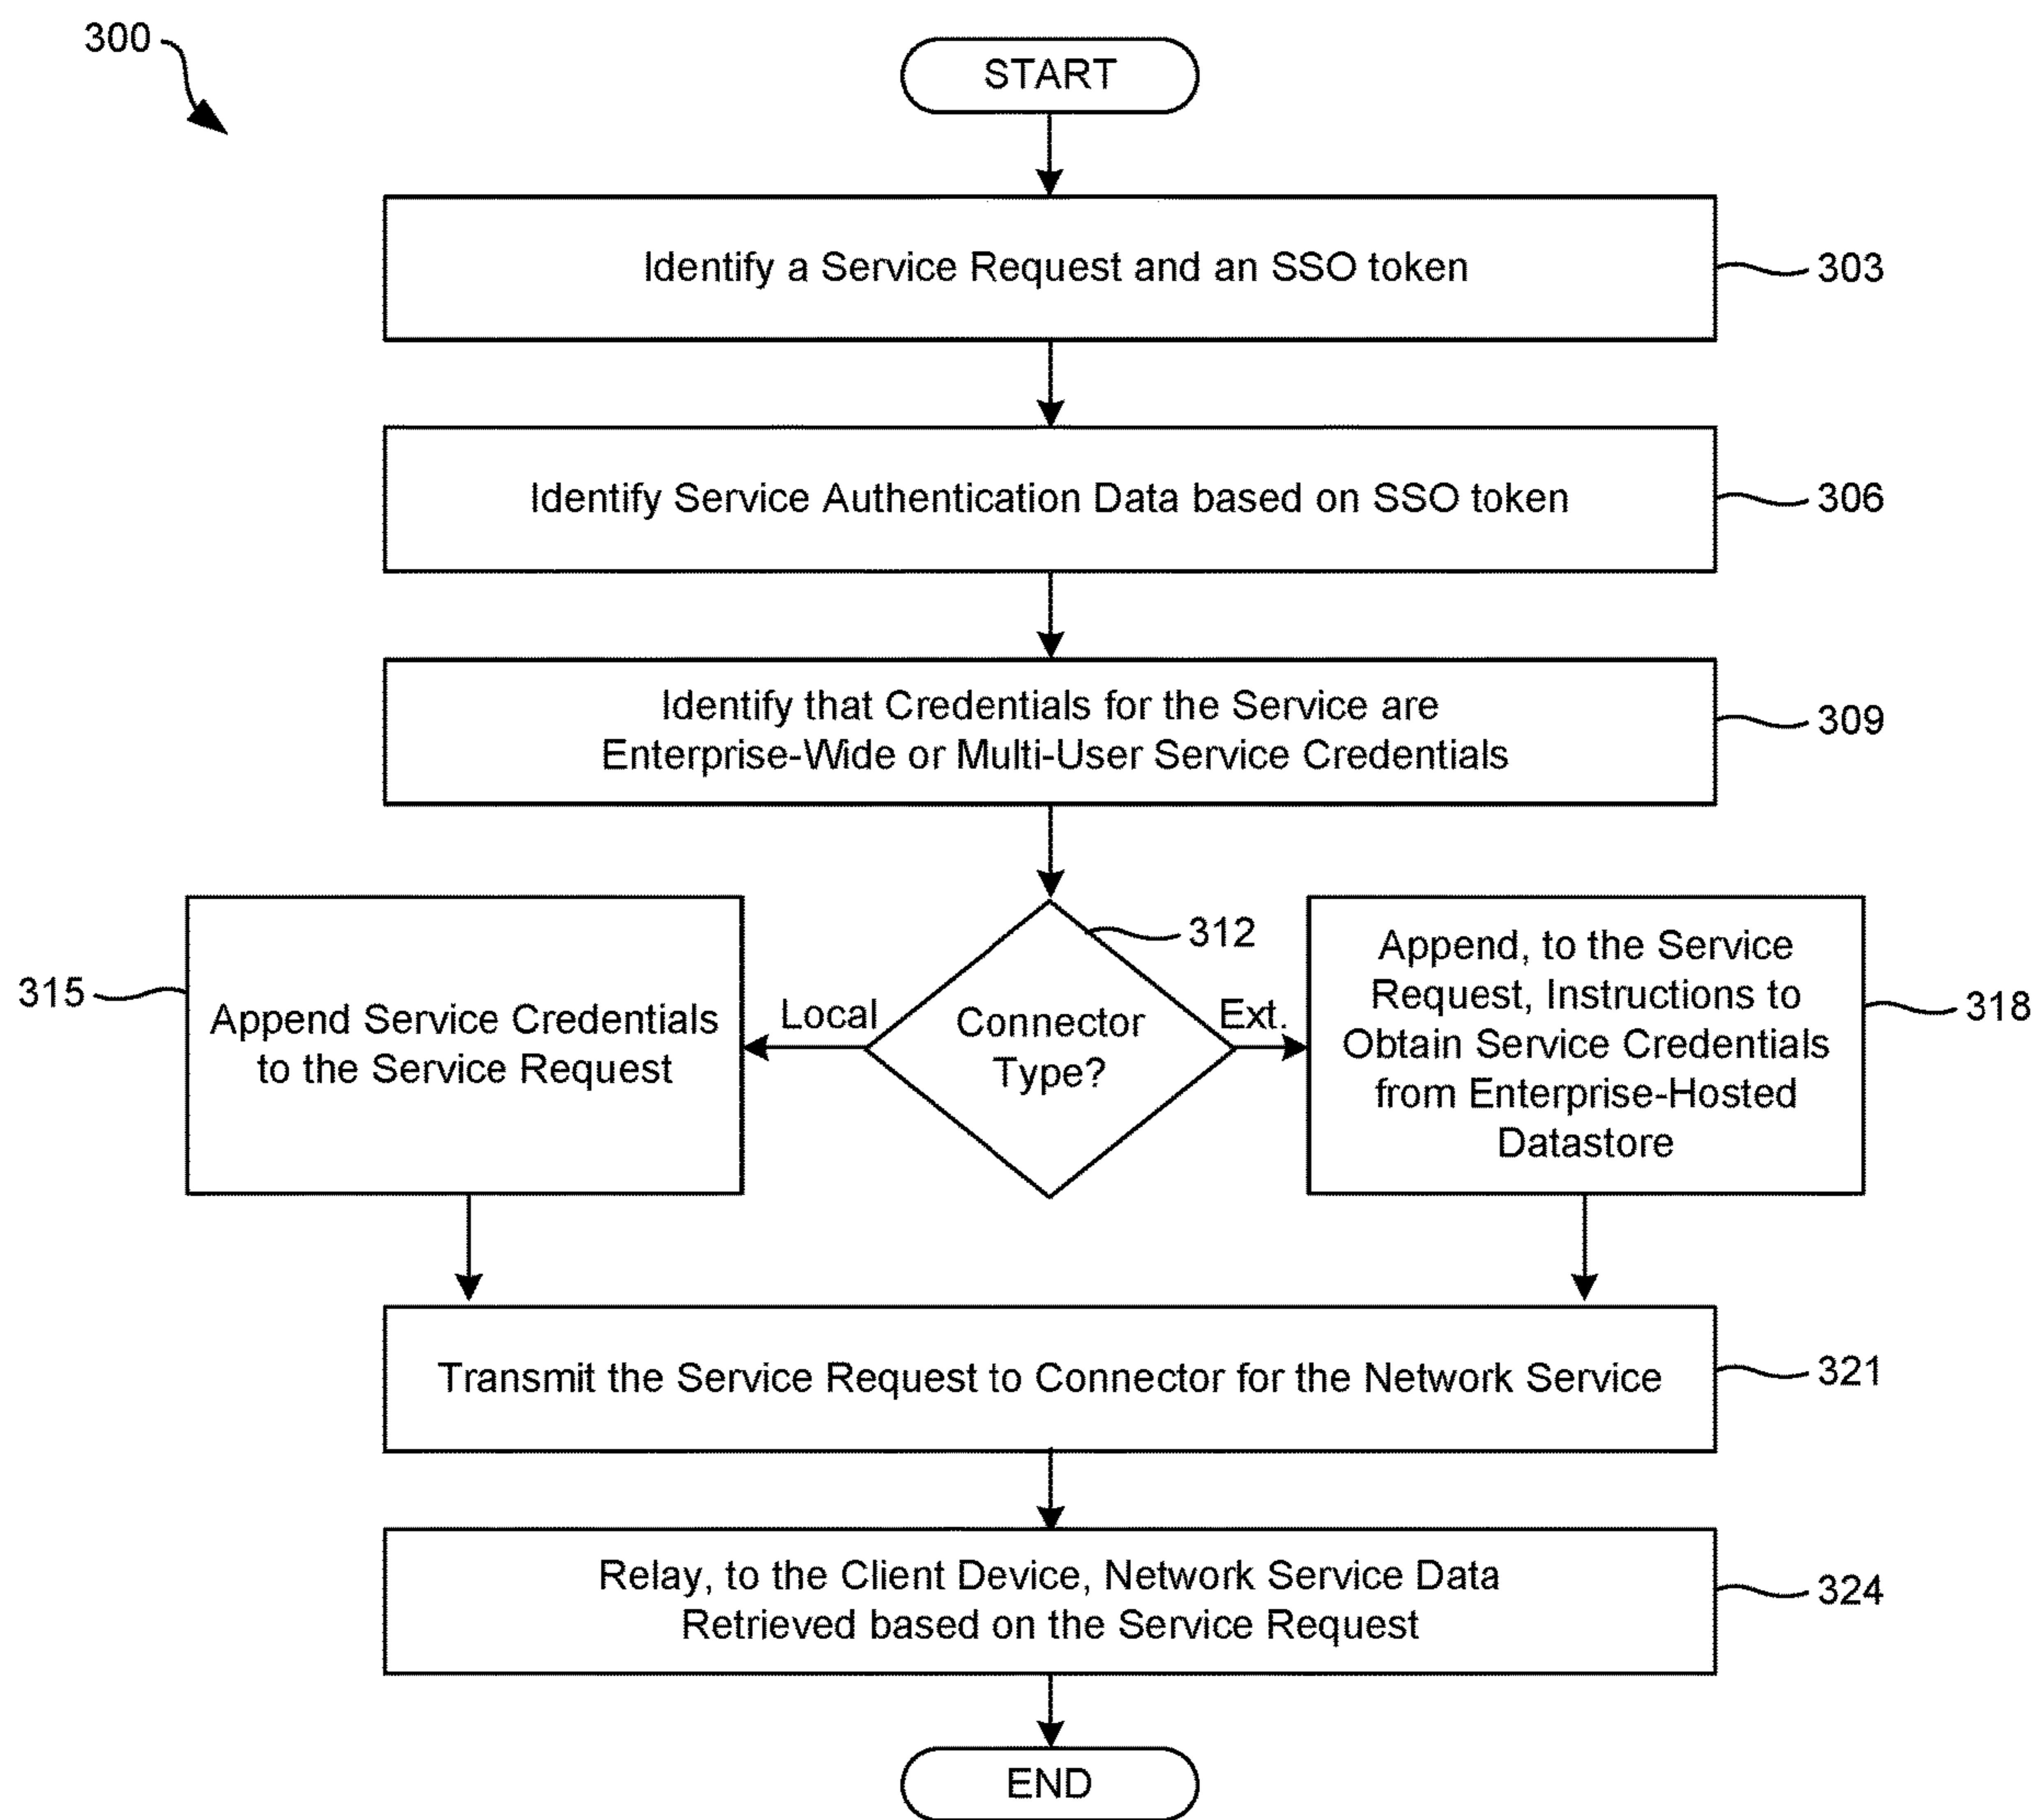 300
START
Identify a Service Request and an SSO token
303
Identify Service Authentication Data based on SSO token
306
Identify that Credentials for the Service are
Enterprise-Wide or Multi-User Service Credentials
309
312
Connector
Type?
Local
Ext.
315
Append Service Credentials
to the Service Request
Append, to the Service
Request, Instructions to
Obtain Service Credentials
from Enterprise-Hosted
Datastore
318
Transmit the Service Request to Connector for the Network Service
321
Relay, to the Client Device, Network Service Data
Retrieved based on the Service Request
324
END